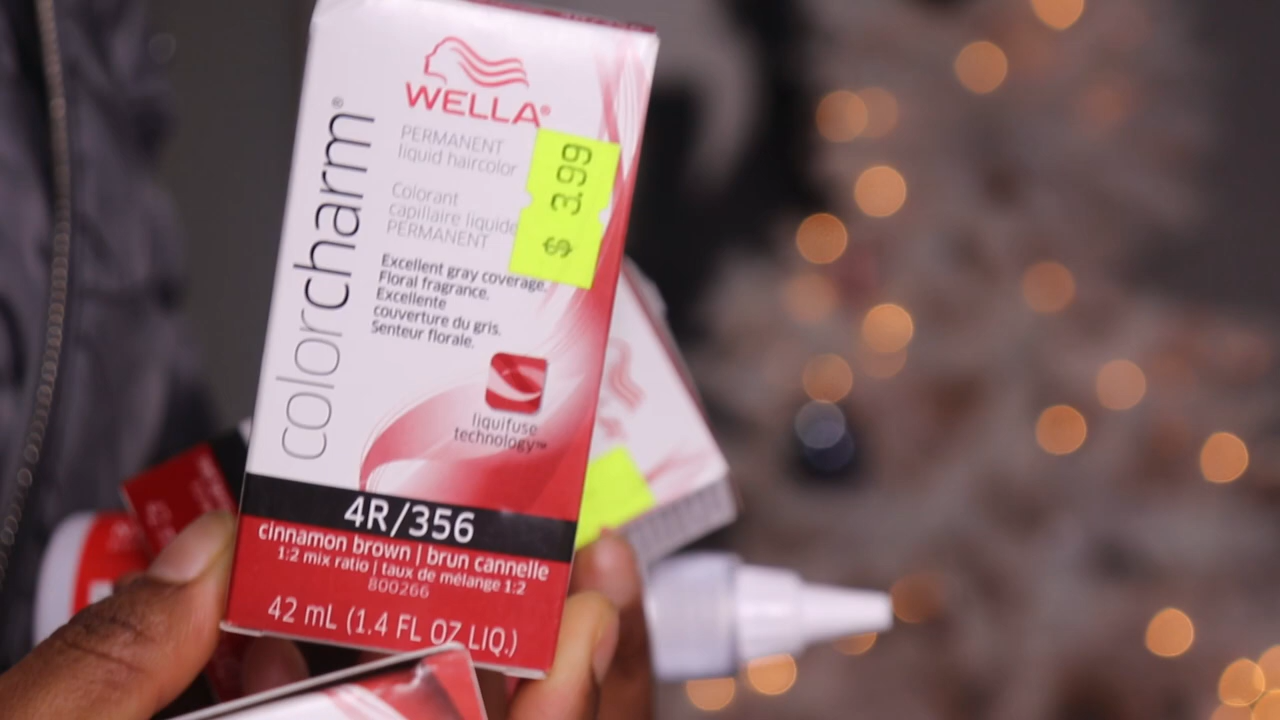 WELLA®
colorcharm®
PERMANENT
liquid haircolor
Colorant
capillaire liquide
PERMANENT
$ 3.99
Excellent gray coverage.
Floral fragrance.
Excellente
couverture du gris.
Senteur florale.
liquifuse
technology™
4R/356
cinnamon brown | brun cannelle
1:2 mix ratio | taux de mélange 1:2
800266
42 mL (1.4 FL OZ LIQ.)